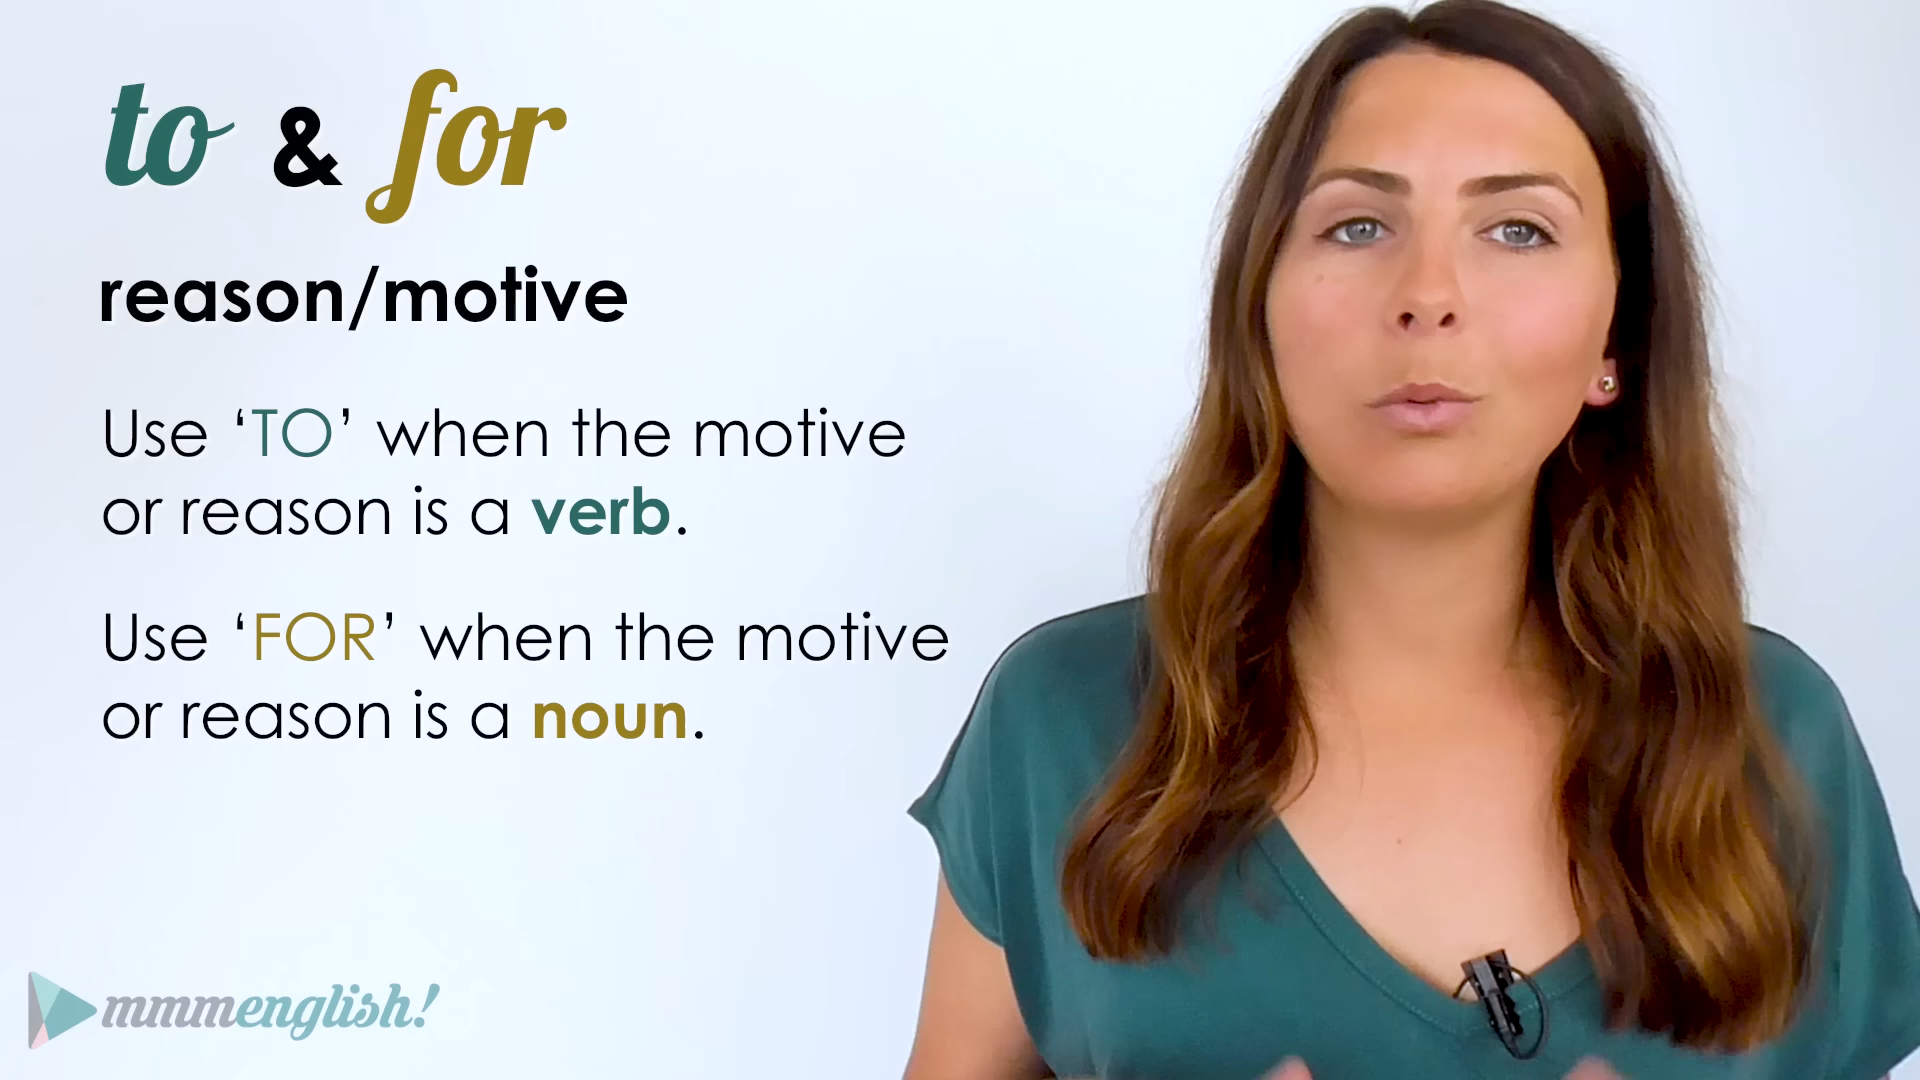 to & for
reason/motive
Use ‘TO’ when the motive
or reason is a verb.
Use ‘FOR’ when the motive
or reason is a noun.
mmmenglish!